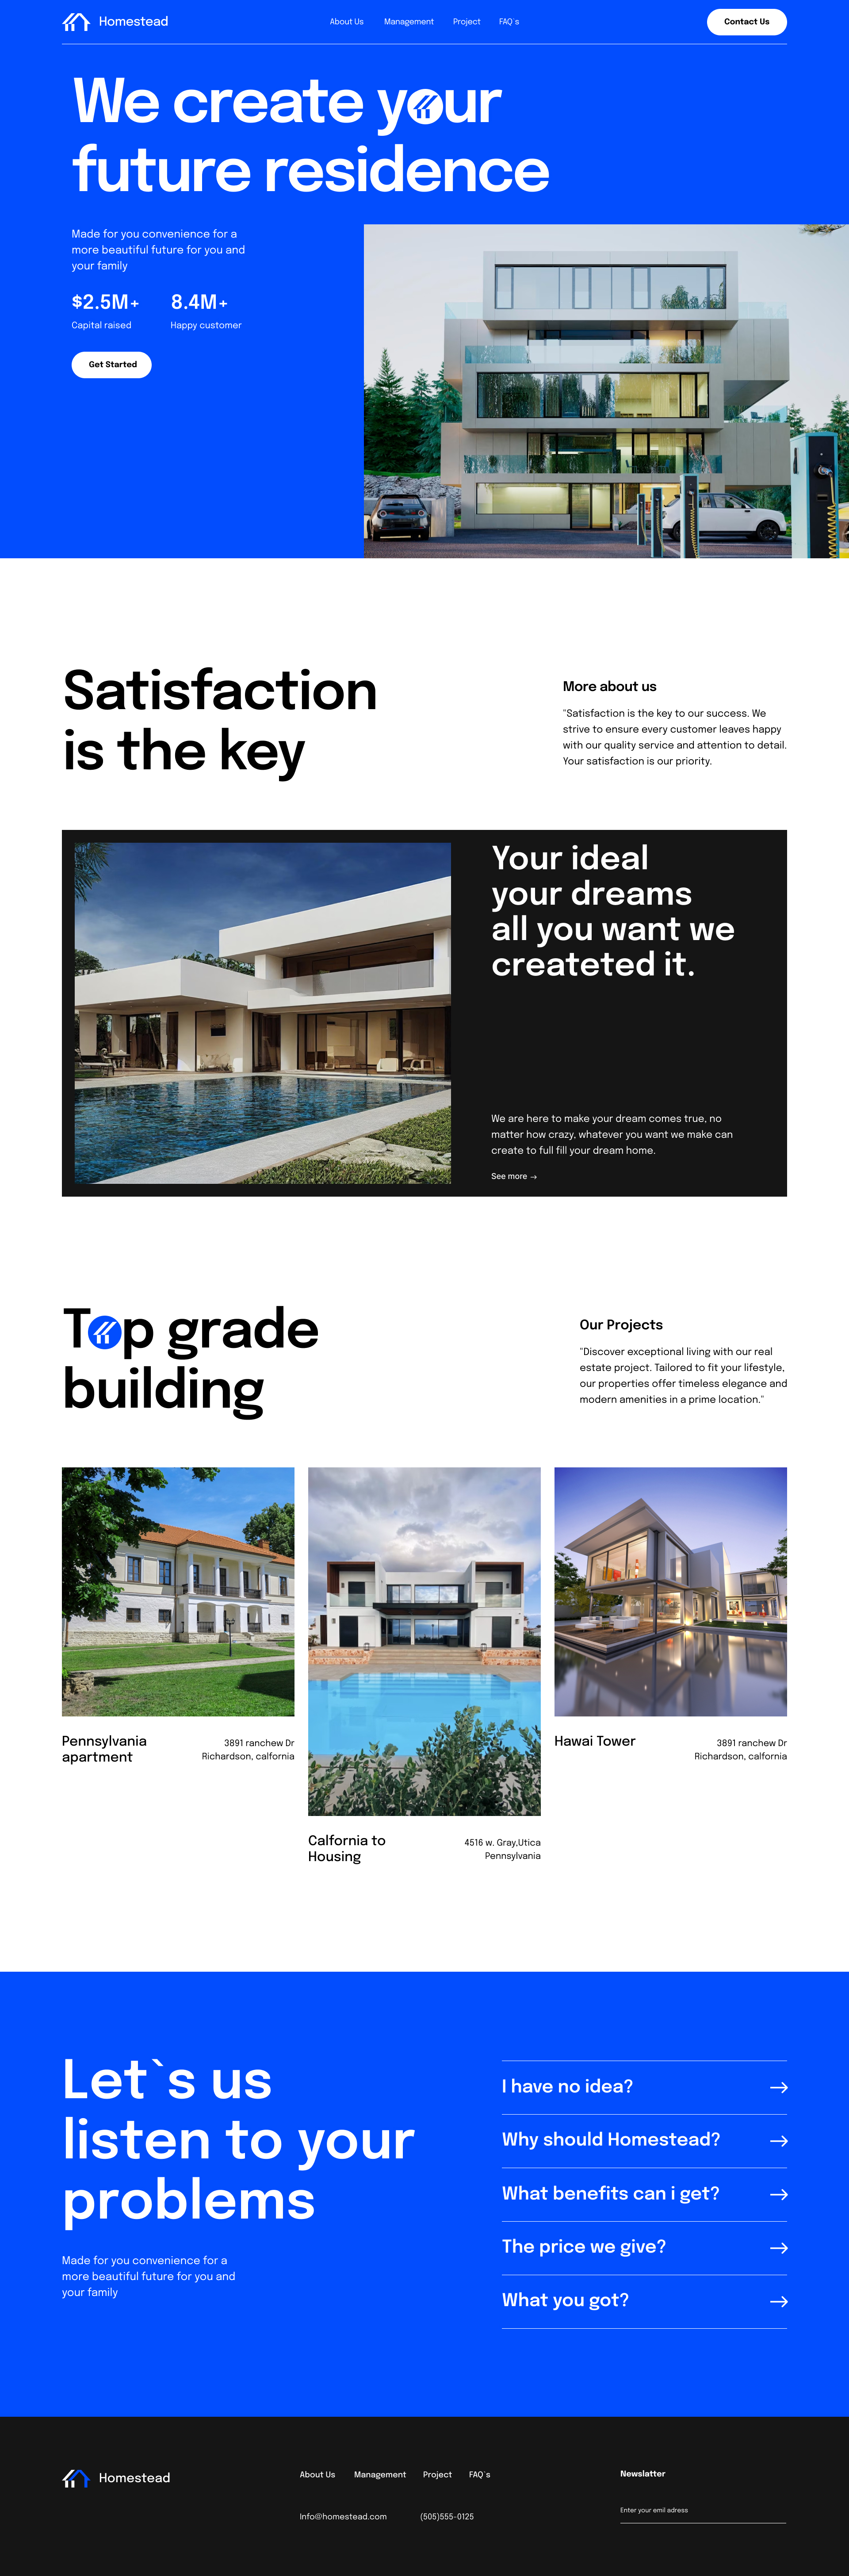 Homestead
About Us Management Project FAQ`s
Contact Us
We create your
future residence
Made for you convenience for a
more beautiful future for you and
your family
$2.5M+ 8.4M+
Capital raised Happy customer
Get Started
Satisfaction
is the key
More about us
"Satisfaction is the key to our success. We
strive to ensure every customer leaves happy
with our quality service and attention to detail.
Your satisfaction is our priority.
Your ideal
your dreams
all you want we
createted it.
We are here to make your dream comes true, no
matter how crazy, whatever you want we make can
create to full fill your dream home.
See more →
Top grade
building
Our Projects
"Discover exceptional living with our real
estate project. Tailored to fit your lifestyle,
our properties offer timeless elegance and
modern amenities in a prime location."
Pennsylvania
apartment
3891 ranchew Dr
Richardson, calfornia
Calfornia to
Housing
4516 w. Gray,Utica
Pennsylvania
Hawai Tower
3891 ranchew Dr
Richardson, calfornia
Let`s us
listen to your
problems
Made for you convenience for a
more beautiful future for you and
your family
I have no idea? →
Why should Homestead? →
What benefits can i get? →
The price we give? →
What you got? →
Homestead
About Us Management Project FAQ`s
Info@homestead.com (505)555-0125
Newslatter
Enter your emil adress